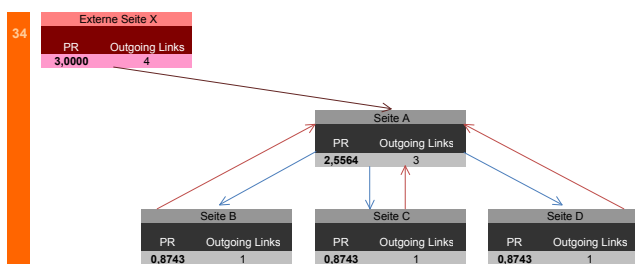 34
Externe Seite X
PR Outgoing Links
3,0000 4
Seite A
PR Outgoing Links
2,5564 3
Seite B Seite C Seite D
PR Outgoing Links PR Outgoing Links PR Outgoing Links
0,8743 1 0,8743 1 0,8743 1